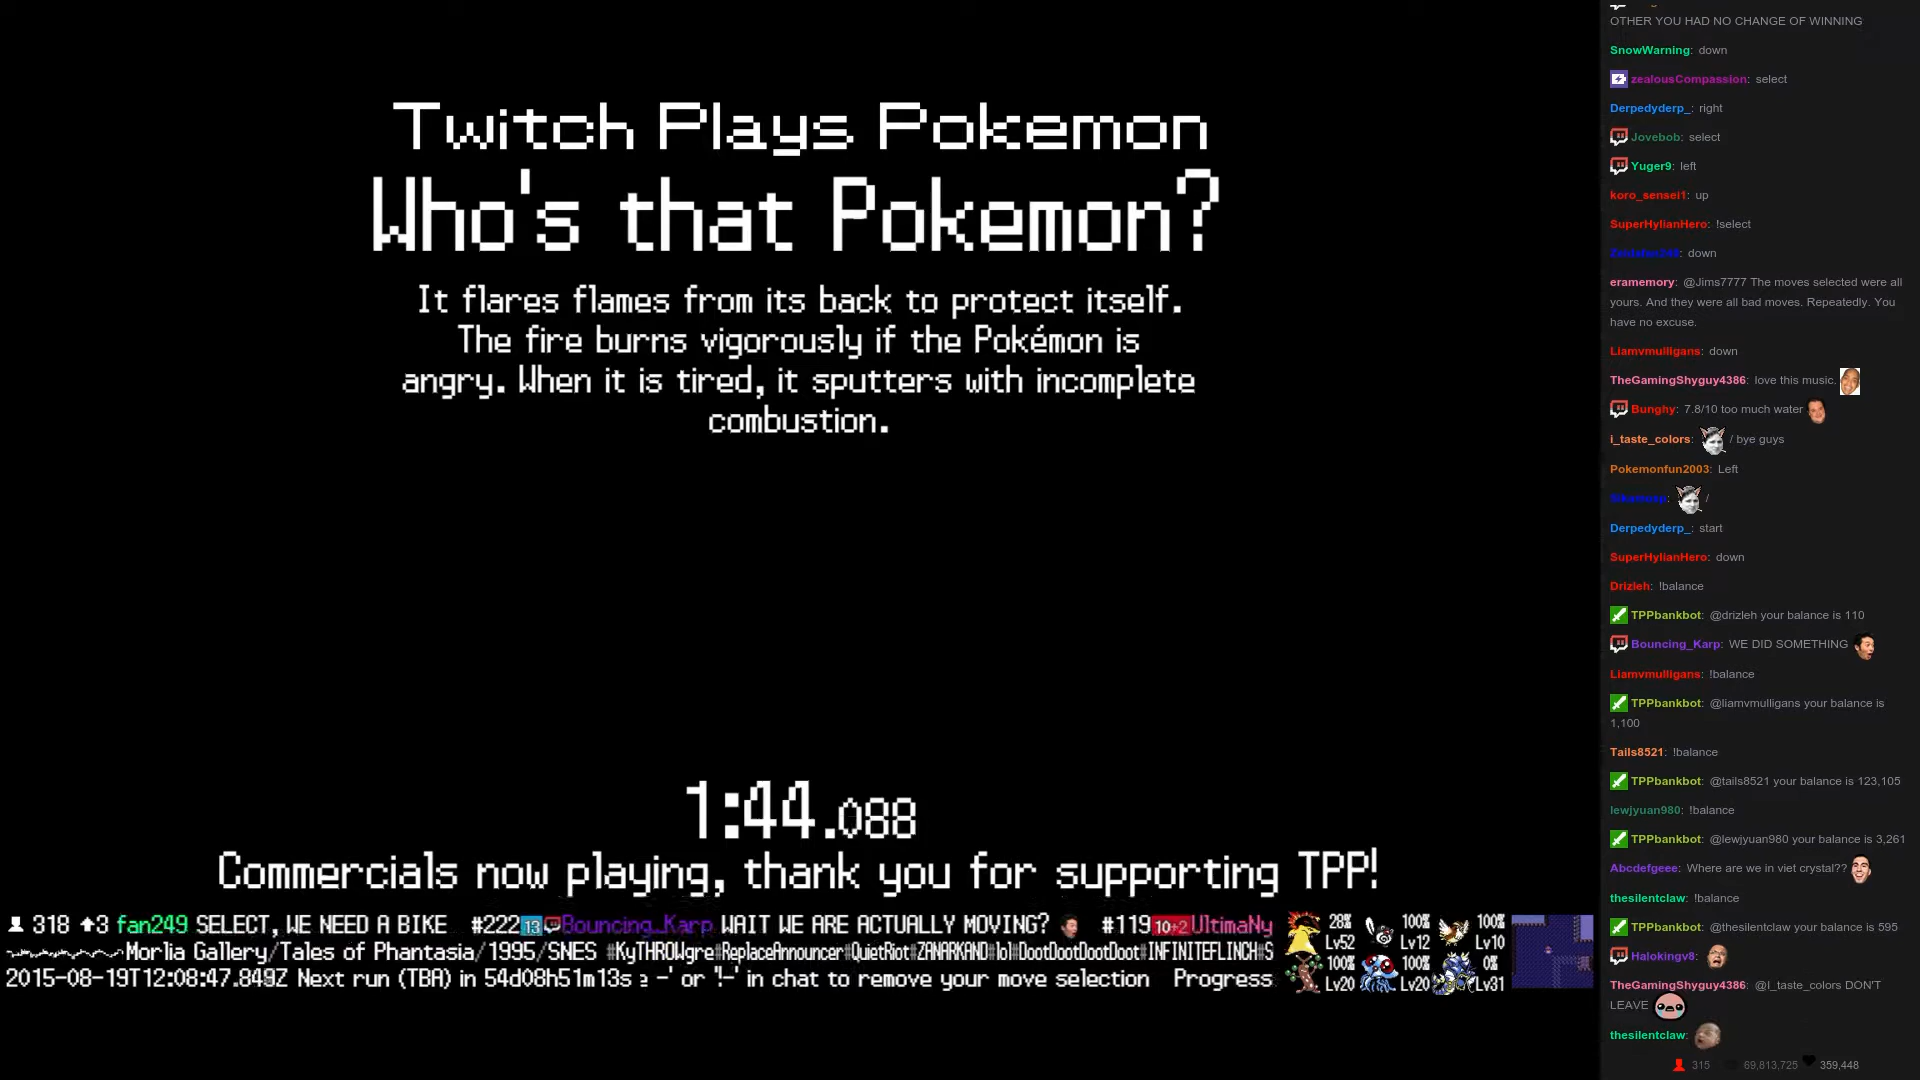 Twitch Plays Pokemon
Who's that Pokemon?
It flares flames from its back to protect itself.
The fire burns vigorously if the Pokémon is
angry. When it is tired, it sputters with incomplete
combustion.
1:44.088
Commercials now playing, thank you for supporting TPP!
318 3 fan249 SELECT, WE NEED A BIKE #222 13 Bouncing_Karp WAIT WE ARE ACTUALLY MOVING? #119 10+2 UltimaNy
Morlia Gallery/Tales of Phantasia/1995/SNES #KyTHROWgre#ReplaceAnnouncer#QuietRiot#ZANARKAND#lol#DootDootDootDoot#INFINITEFLINCH#S
2015-08-19T12:08:47.849Z Next run (TBA) in 54d08h51m13s e -' or '!-' in chat to remove your move selection Progress
28% 100% 100%
Lv52 Lv12 Lv10
100% 100% 0%
Lv20 Lv20 Lv31
OTHER YOU HAD NO CHANGE OF WINNING
SnowWarning: down
zealousCompassion: select
Derpedyderp_: right
Jovebob: select
Yuger9: left
koro_sensei1: up
SuperHylianHero: !select
down
eramemory: @Jims7777 The moves selected were all
yours. And they were all bad moves. Repeatedly. You
have no excuse.
Liamvmulligans: down
TheGamingShyguy4386: love this music.
Bunghy: 7.8/10 too much water
i_taste_colors: / bye guys
Pokemonfun2003: Left
/
Derpedyderp_: start
SuperHylianHero: down
Drizleh: !balance
TPPbankbot: @drizleh your balance is 110
Bouncing_Karp: WE DID SOMETHING
Liamvmulligans: !balance
TPPbankbot: @liamvmulligans your balance is
1,100
Tails8521: !balance
TPPbankbot: @tails8521 your balance is 123,105
lewjyuan980: !balance
TPPbankbot: @lewjyuan980 your balance is 3,261
Abcdefgeee: Where are we in viet crystal??
thesilentclaw: !balance
TPPbankbot: @thesilentclaw your balance is 595
Halokingv8:
TheGamingShyguy4386: @I_taste_colors DON'T
LEAVE
thesilentclaw:
315 69,813,725 359,448